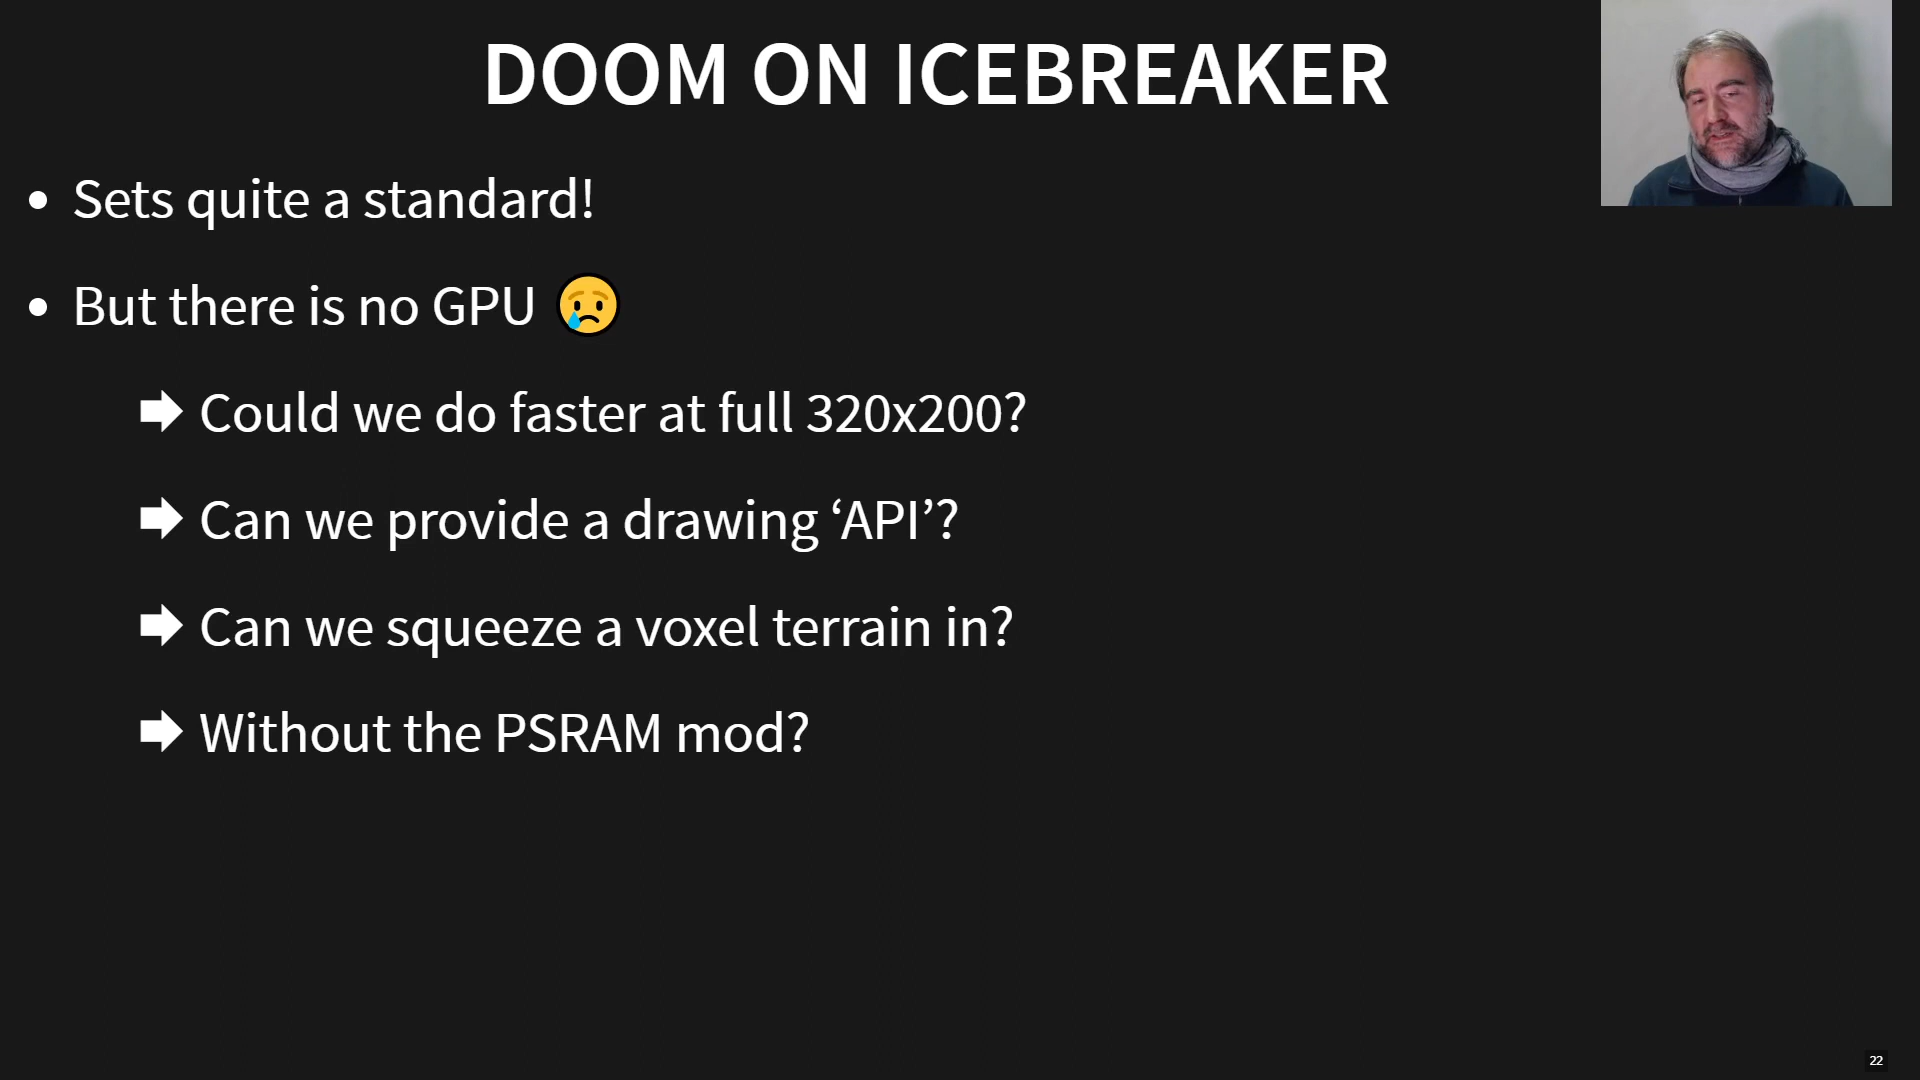 DOOM ON ICEBREAKER
Sets quite a standard!
But there is no GPU 😢
Could we do faster at full 320x200?
Can we provide a drawing ‘API’?
Can we squeeze a voxel terrain in?
Without the PSRAM mod?
22